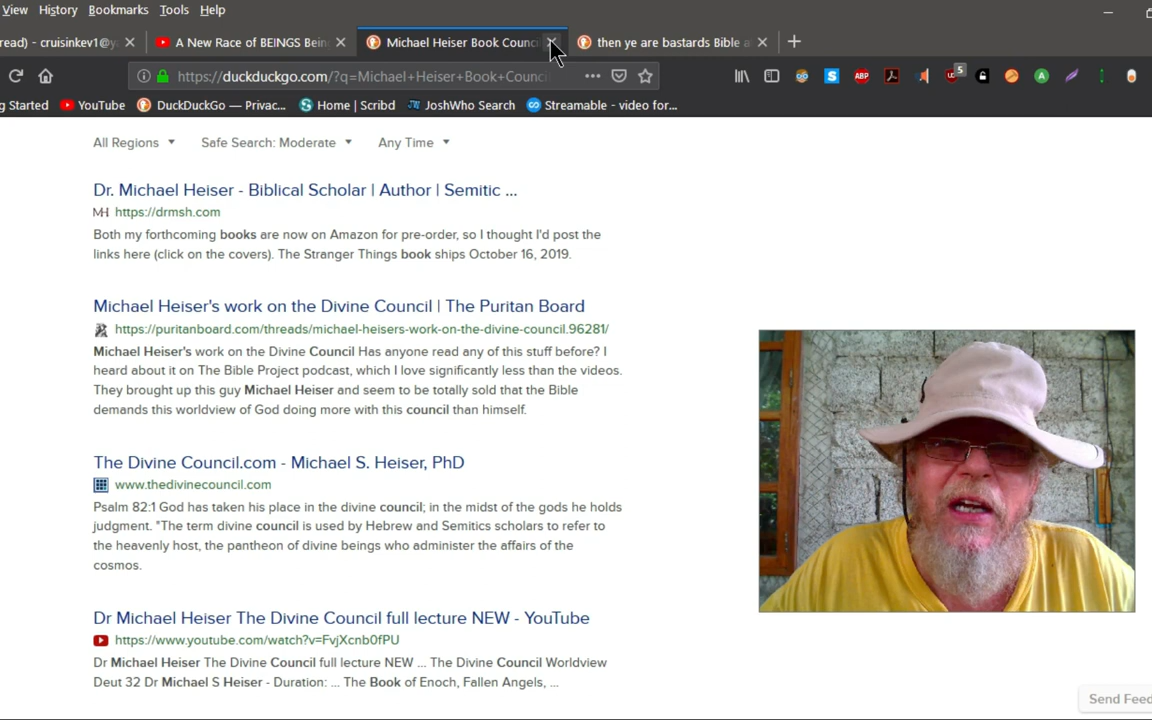 View History Bookmarks Tools Help
read) - cruisinkev1@y
A New Race of BEINGS Bein
Michael Heiser Book Counci
then ye are bastards Bible a
https://duckduckgo.com/?q=Michael+Heiser+Book+Counc
5
ABP
S
A
g Started YouTube DuckDuckGo — Privac... Home | Scribd JoshWho Search Streamable - video fo...
All Regions Safe Search: Moderate Any Time
Dr. Michael Heiser - Biblical Scholar | Author | Semitic ...
M-H https://drmsh.com
Both my forthcoming books are now on Amazon for pre-order, so I thought I'd post the
links here (click on the covers). The Stranger Things book ships October 16, 2019.
Michael Heiser's work on the Divine Council | The Puritan Board
https://puritanboard.com/threads/michael-heisers-work-on-the-divine-council.96281/
Michael Heiser's work on the Divine Council Has anyone read any of this stuff before? I
heard about it on The Bible Project podcast, which I love significantly less than the videos.
They brought up this guy Michael Heiser and seem to be totally sold that the Bible
demands this worldview of God doing more with this council than himself.
The Divine Council.com - Michael S. Heiser, PhD
www.thedivinecouncil.com
Psalm 82:1 God has taken his place in the divine council; in the midst of the gods he holds
judgment. "The term divine council is used by Hebrew and Semitics scholars to refer to
the heavenly host, the pantheon of divine beings who administer the affairs of the
cosmos.
Dr Michael Heiser The Divine Council full lecture NEW - YouTube
https://www.youtube.com/watch?v=FvjXcnb0fPU
Dr Michael Heiser The Divine Council full lecture NEW ... The Divine Council Worldview
Deut 32 Dr Michael S Heiser - Duration: ... The Book of Enoch, Fallen Angels, ...
Send Feed